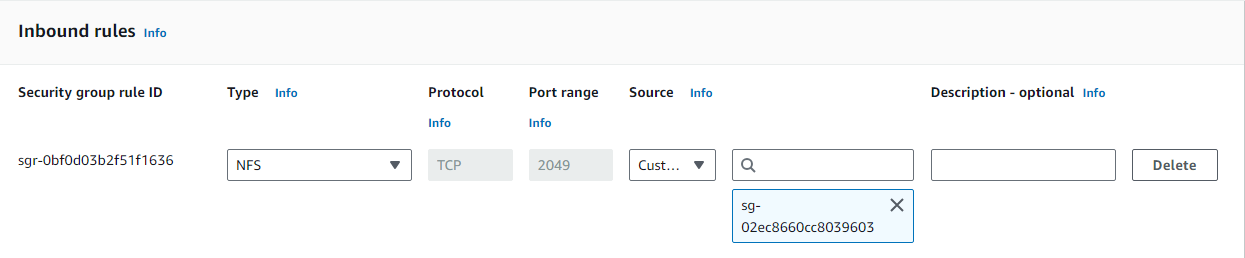 Inbound rules Info
Security group rule ID Type Info Protocol Port range Source Info Description - optional Info
Info Info
sgr-0bf0d03b2f51f1636 NFS TCP 2049 Cust... Delete
sg-
02ec8660cc8039603